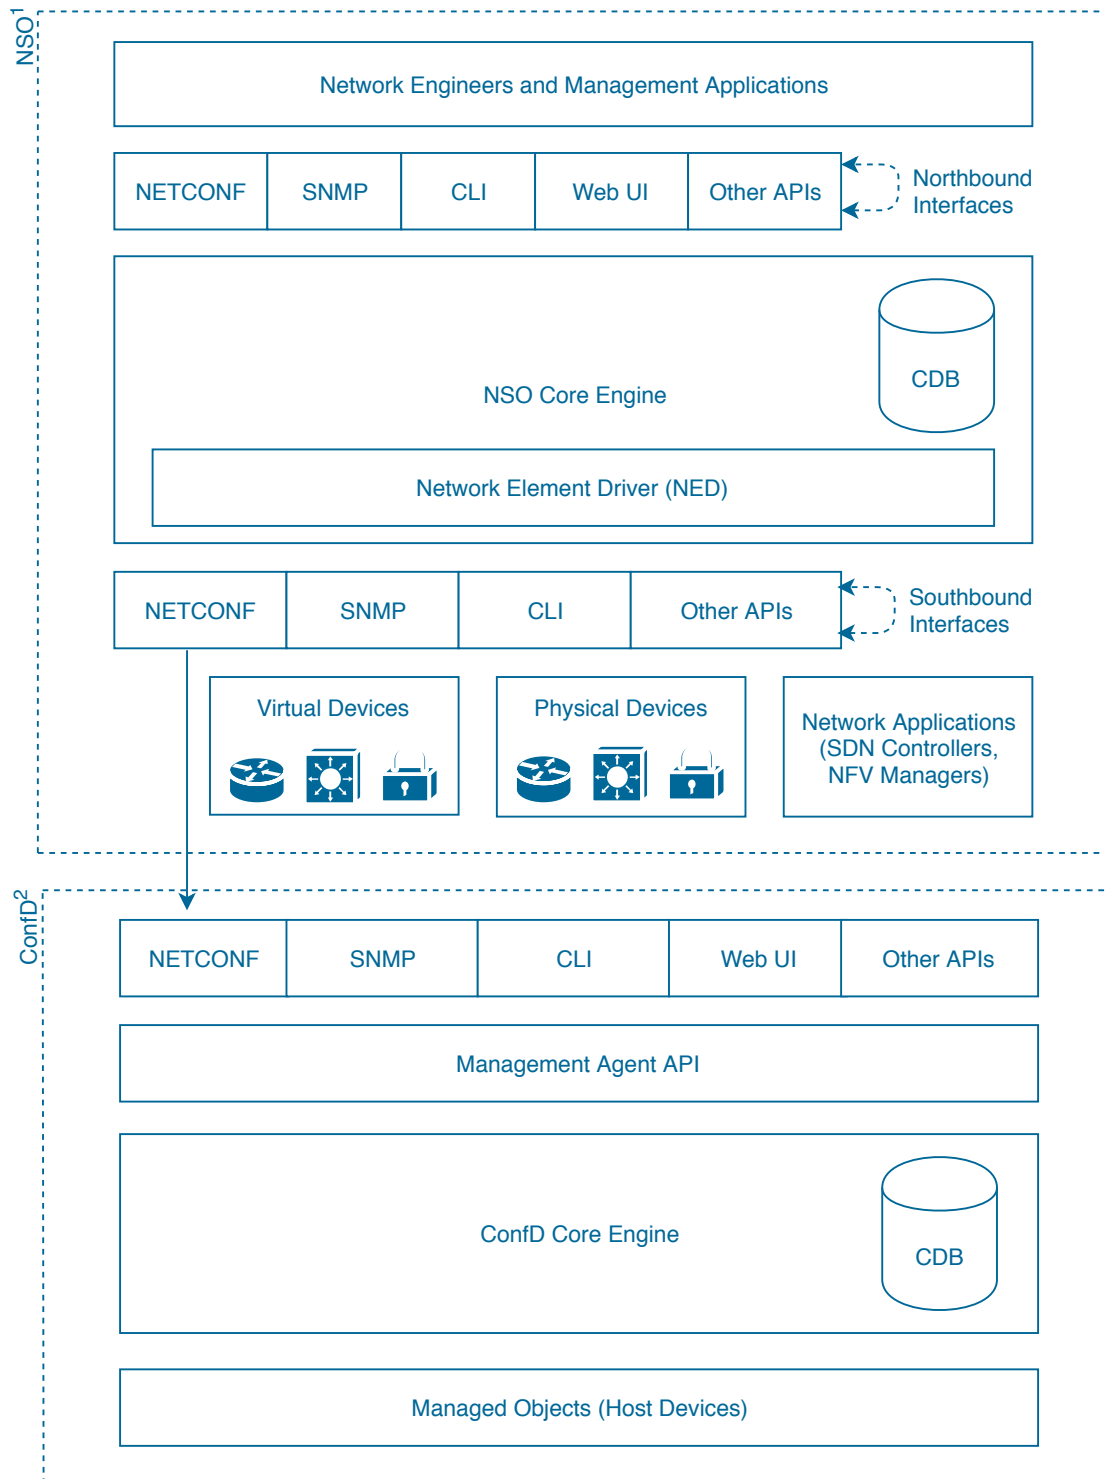 NSO¹
Network Engineers and Management Applications
NETCONF
SNMP
CLI
Web UI
Other APIs
Northbound
Interfaces
CDB
NSO Core Engine
Network Element Driver (NED)
NETCONF
SNMP
CLI
Other APIs
Southbound
Interfaces
Virtual Devices
Physical Devices
Network Applications
(SDN Controllers,
NFV Managers)
ConfD²
NETCONF
SNMP
CLI
Web UI
Other APIs
Management Agent API
ConfD Core Engine
CDB
Managed Objects (Host Devices)